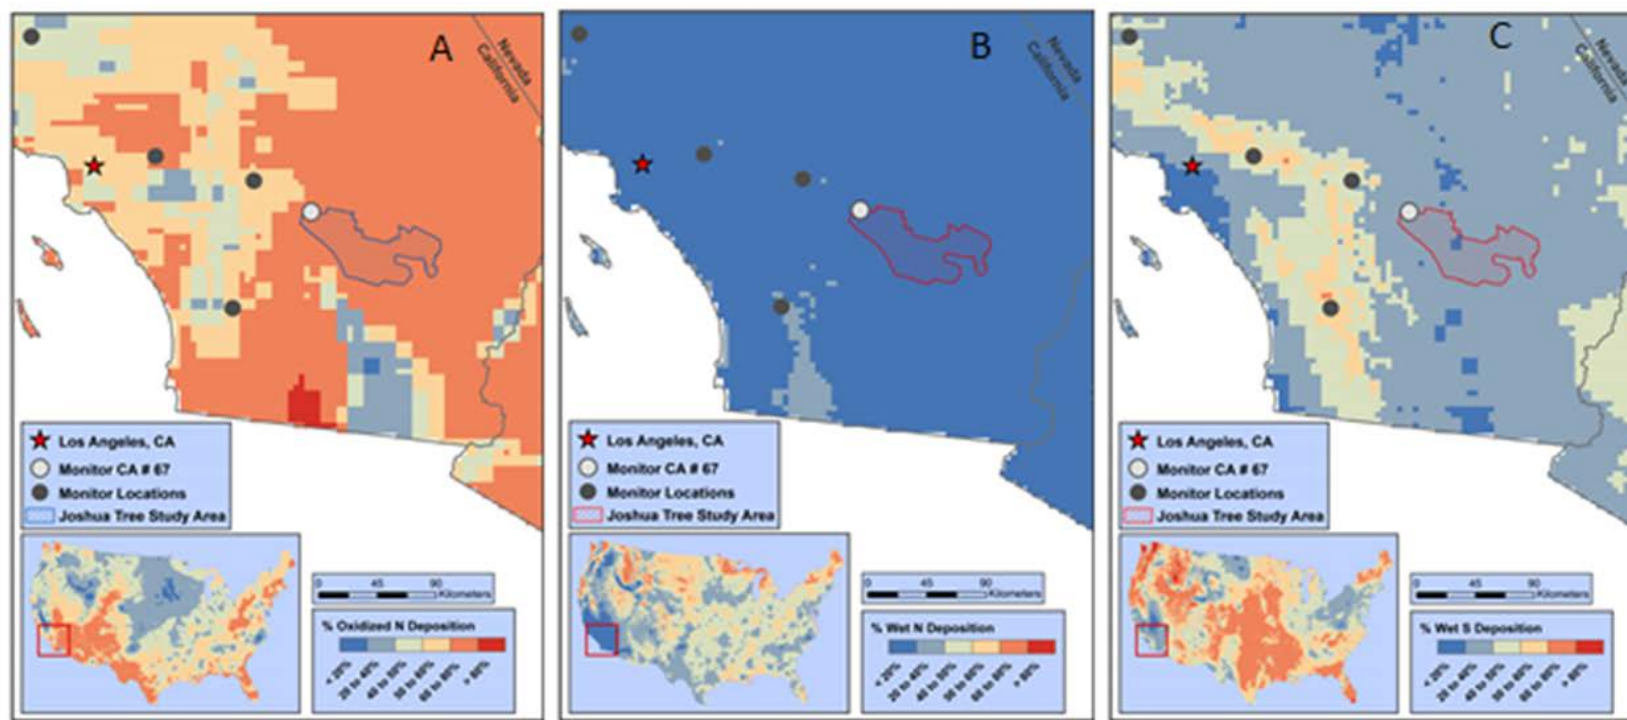 A
Nevada
California
Los Angeles, CA
Monitor CA # 67
Monitor Locations
Joshua Tree Study Area
0 45 90
Kilometers
% Oxidized N Deposition
< 20%
20 to 40%
40 to 50%
50 to 60%
60 to 80%
> 80%
B
Nevada
California
Los Angeles, CA
Monitor CA # 67
Monitor Locations
Joshua Tree Study Area
0 45 90
Kilometers
% Wet N Deposition
< 20%
20 to 40%
40 to 50%
50 to 60%
60 to 80%
> 80%
C
Nevada
California
Los Angeles, CA
Monitor CA # 67
Monitor Locations
Joshua Tree Study Area
0 45 90
Kilometers
% Wet S Deposition
< 20%
20 to 40%
40 to 50%
50 to 60%
60 to 80%
> 80%